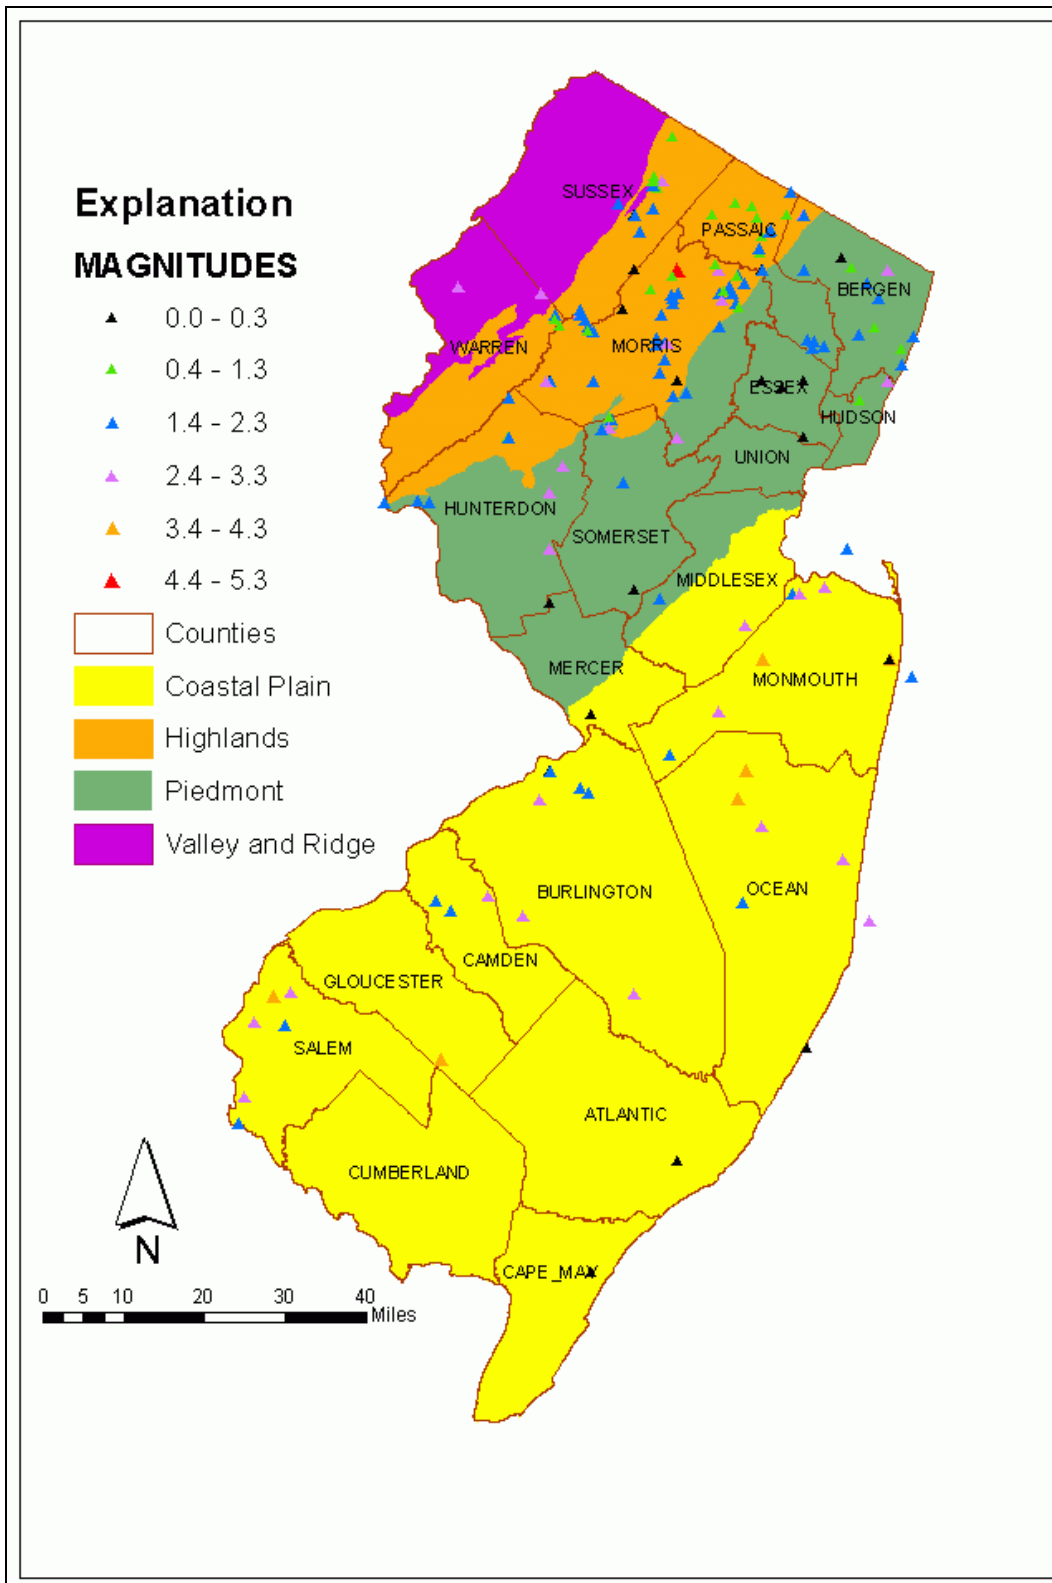 Explanation
MAGNITUDES
0.0 - 0.3
0.4 - 1.3
1.4 - 2.3
2.4 - 3.3
3.4 - 4.3
4.4 - 5.3
Counties
Coastal Plain
Highlands
Piedmont
Valley and Ridge
SUSSEX
PASSAIC
BERGEN
WARREN
MORRIS
ESSEX
HUDSON
UNION
HUNTERDON
SOMERSET
MIDDLESEX
MERCER
MONMOUTH
OCEAN
BURLINGTON
CAMDEN
GLOUCESTER
SALEM
ATLANTIC
CUMBERLAND
CAPE_MAY
N
0 5 10 20 30 40
Miles